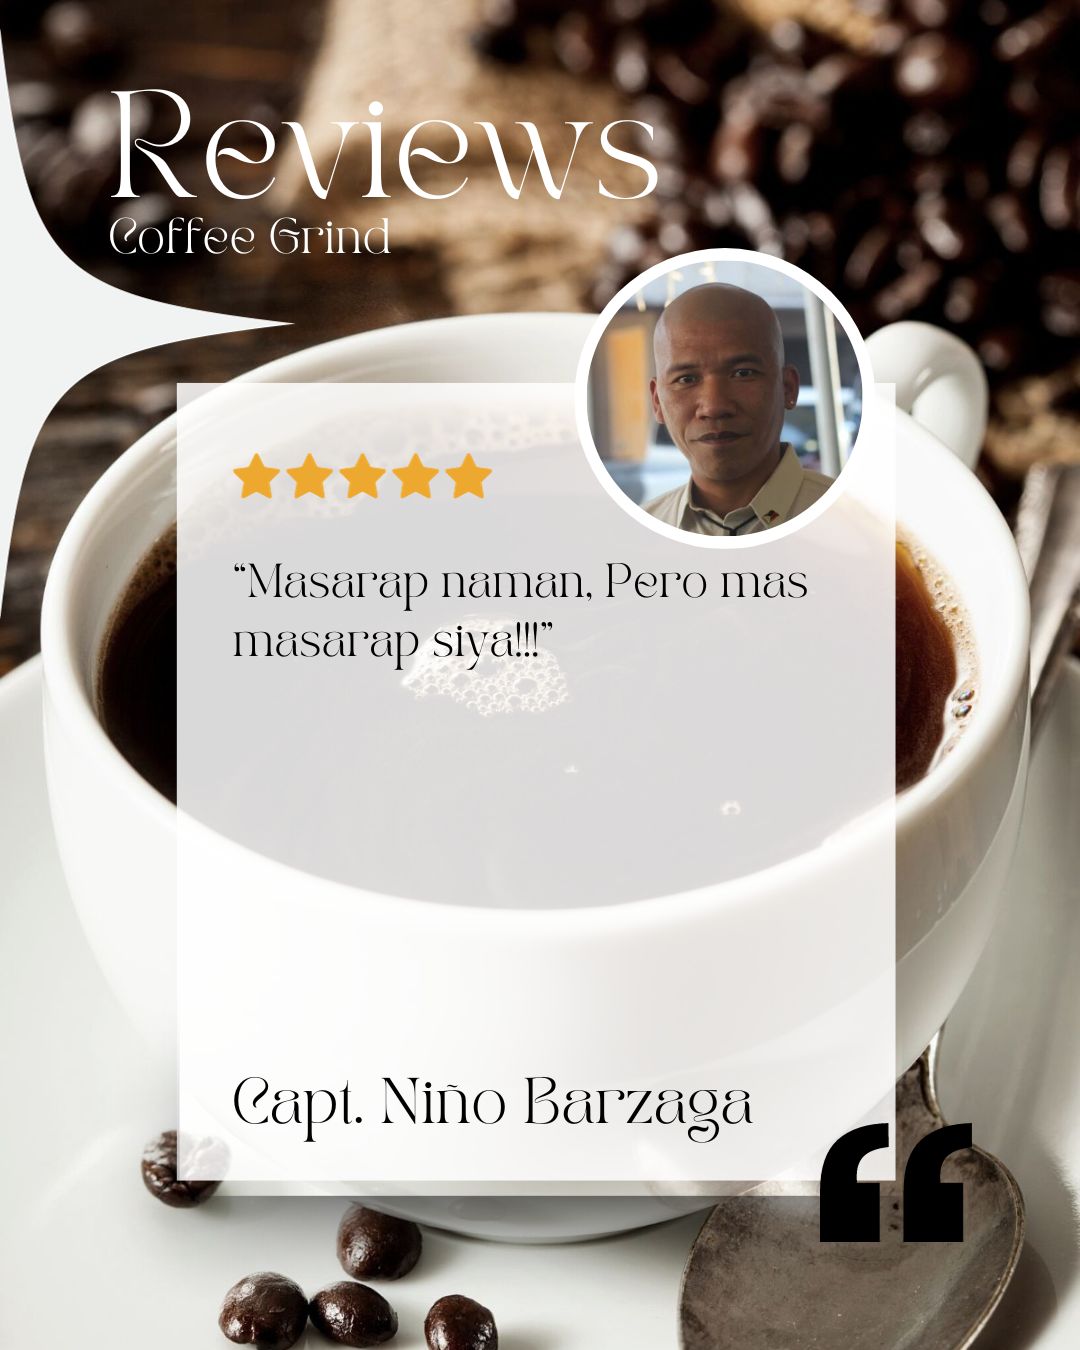 Reviews
Coffee Grind
“Masarap naman, Pero mas
masarap siya!!!”
Capt. Niño Barzaga
“